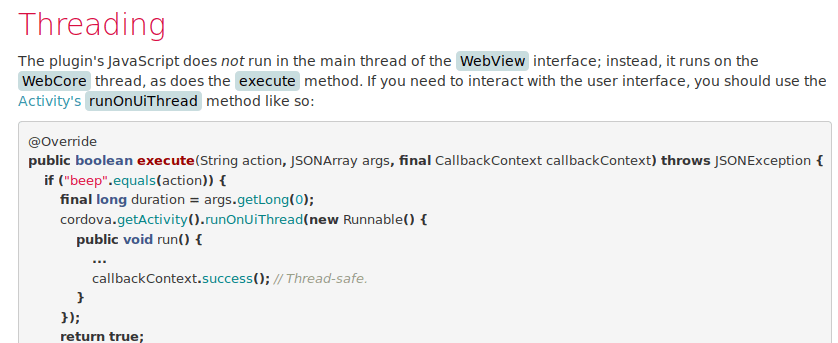 Threading
The plugin's JavaScript does not run in the main thread of the WebView interface; instead, it runs on the
WebCore thread, as does the execute method. If you need to interact with the user interface, you should use the
Activity's runOnUiThread method like so:
@Override
public boolean execute(String action, JSONArray args, final CallbackContext callbackContext) throws JSONException {
    if ("beep".equals(action)) {
        final long duration = args.getLong(0);
        cordova.getActivity().runOnUiThread(new Runnable() {
            public void run() {
                ...
                callbackContext.success(); // Thread-safe.
            }
        });
        return true;